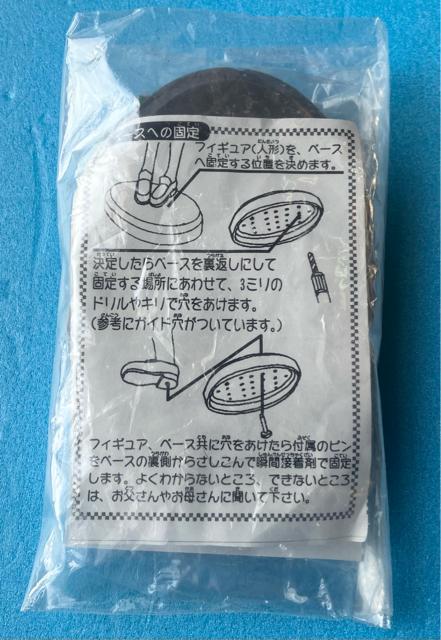 スへの固定
フィギュア(人形)を、ベース
へ固定する位置を決めます。
決定したらベースを裏返しにして
固定する場所にあわせて、3ミリの
ドリルやキリで穴をあけます。
(参考にガイド穴がついています。)
フィギュア、ベース共に穴をあけたら付属のピン
をベースの裏側からさしこんで瞬間接着剤で固定
します。よくわからないところ、できないところ
は、お父さんやお母さんに聞いて下さい。